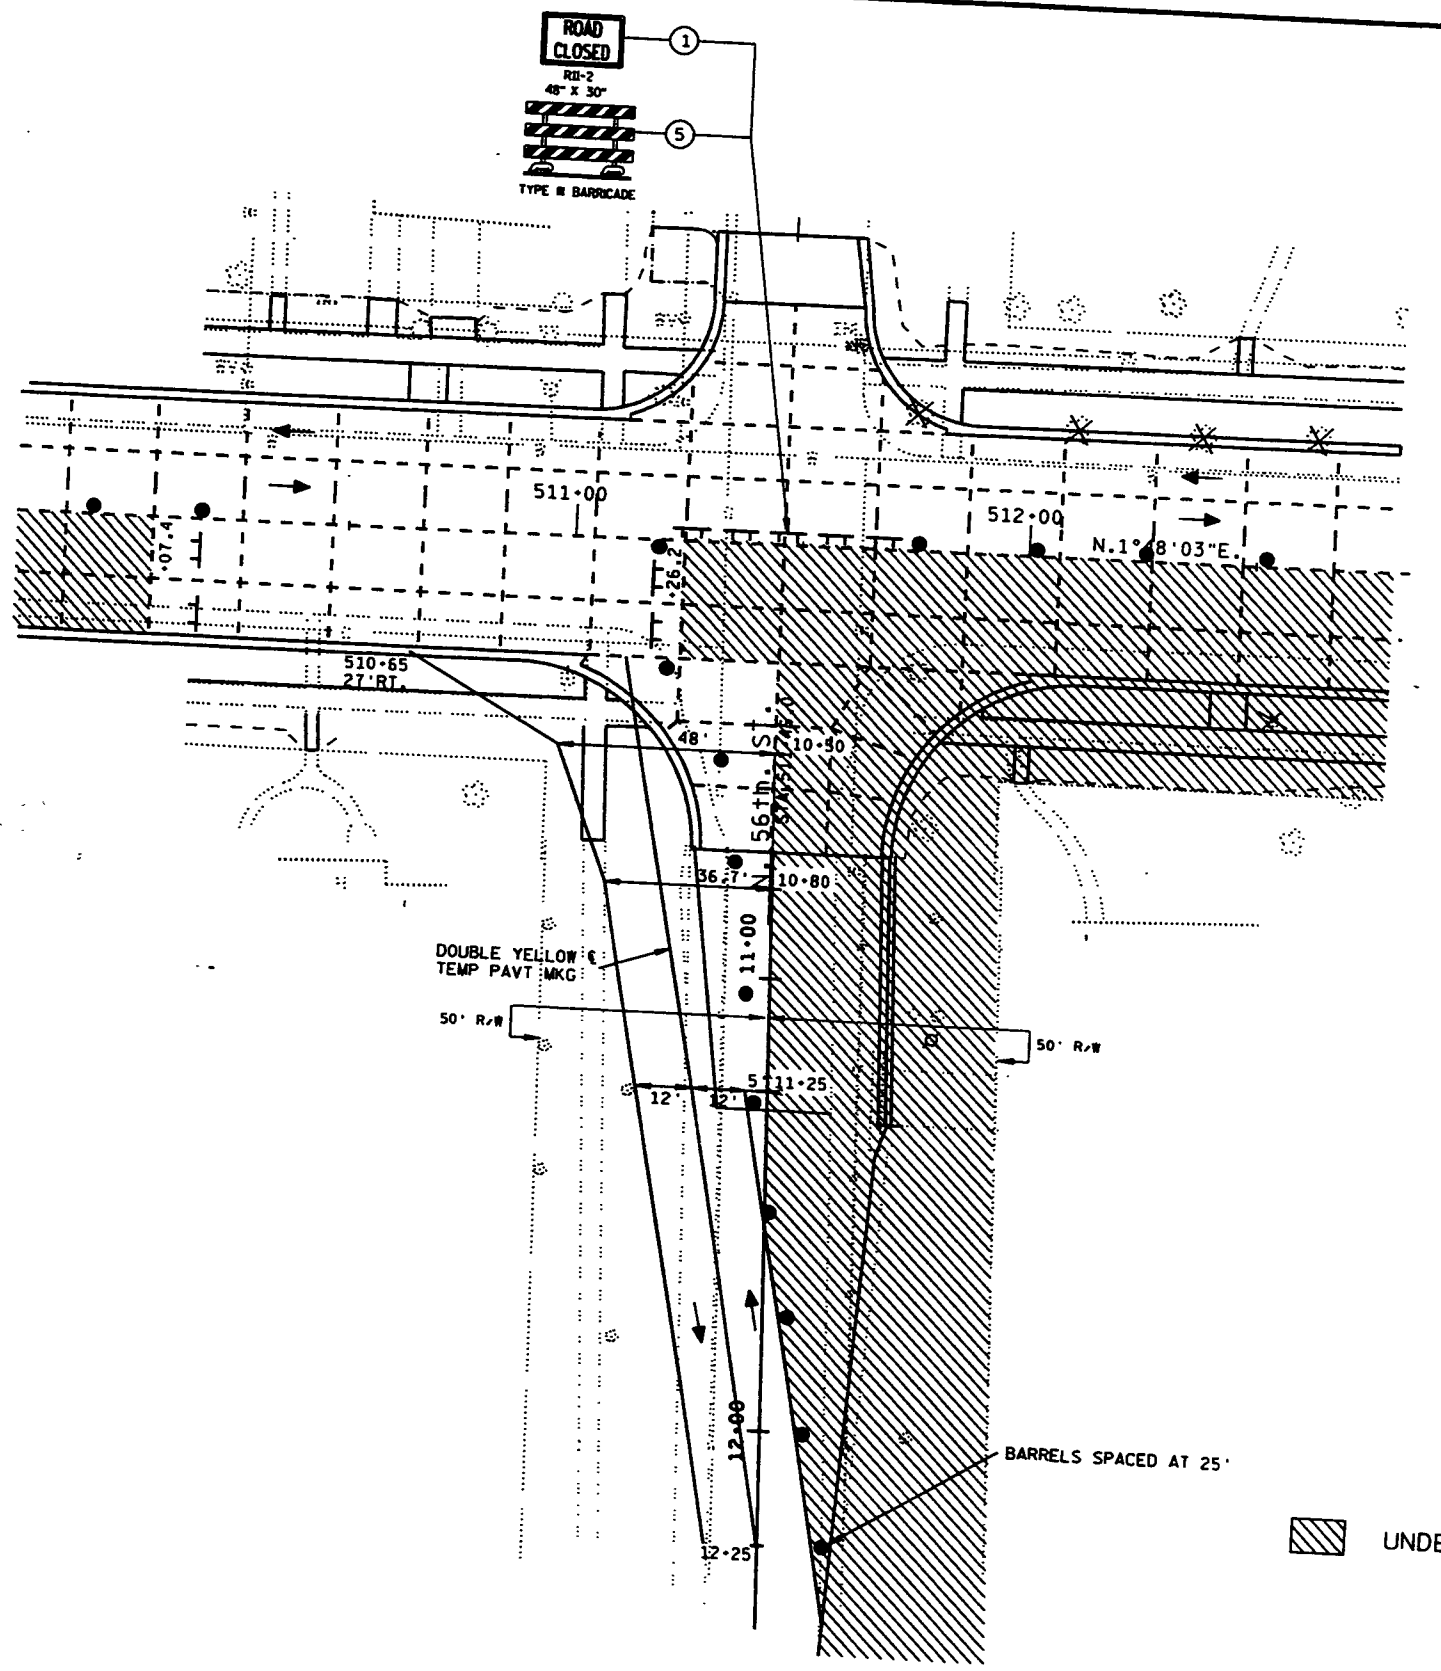 ROAD
CLOSED
1
R11-2
48" X 30"
5
TYPE III BARRICADE
511+00
512+00
N.1°48'03"E.
+07.4
+26.2
510+65
27'RT.
48'
10+50
56th. St.
36.7'
10+80
11+00
DOUBLE YELLOW ℄
TEMP PAVT MKG
50' R/W
50' R/W
12'
12'
5'
11+25
12+00
BARRELS SPACED AT 25'
12+25
UNDE